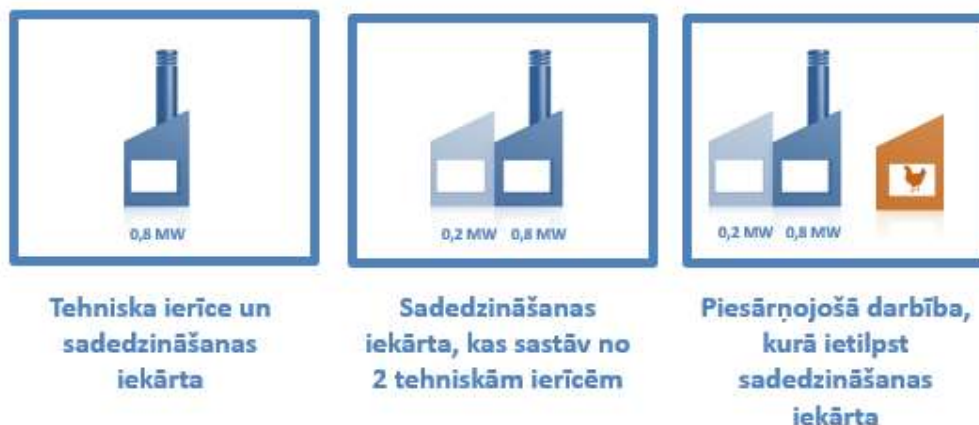 0,8 MW
0,2 MW 0,8 MW
0,2 MW 0,8 MW
Tehniska ierīce un
sadedzināšanas
iekārta
Sadedzināšanas
iekārta, kas sastāv no
2 tehniskām ierīcēm
Piesārņojošā darbība,
kurā ietilpst
sadedzināšanas
iekārta